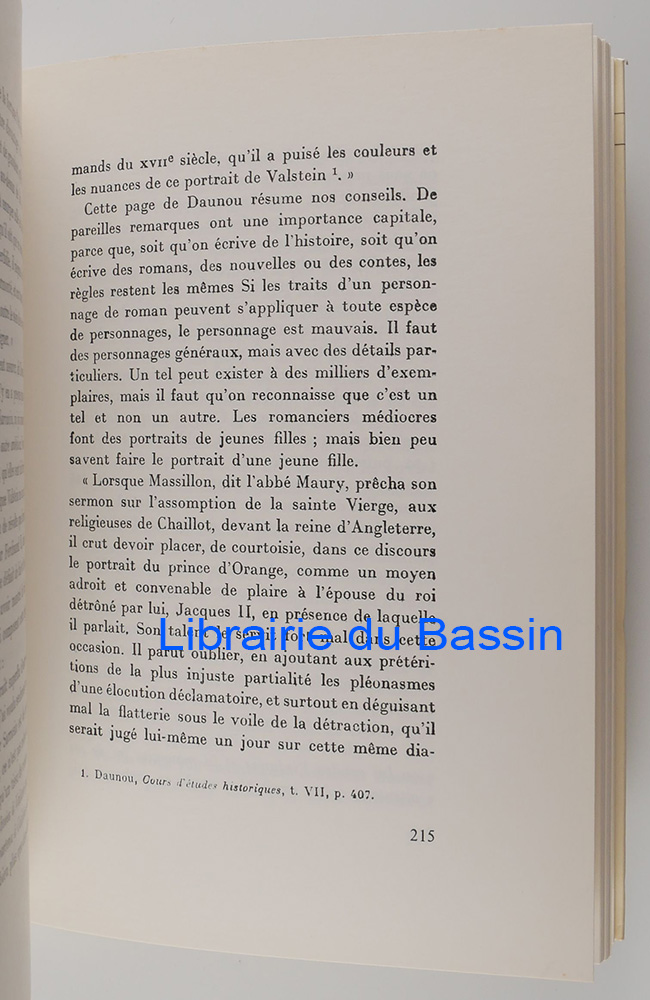 mands du XVIIe siècle, qu'il a puisé les couleurs et
les nuances de ce portrait de Valstein 1. »
Cette page de Daunou résume nos conseils. De
pareilles remarques ont une importance capitale,
parce que, soit qu'on écrive de l'histoire, soit qu'on
écrive des romans, des nouvelles ou des contes, les
règles restent les mêmes Si les traits d'un person-
nage de roman peuvent s'appliquer à toute espèce
de personnages, le personnage est mauvais. Il faut
des personnages généraux, mais avec des détails par-
ticuliers. Un tel peut exister à des milliers d'exem-
plaires, mais il faut qu'on reconnaisse que c'est un
tel et non un autre. Les romanciers médiocres
font des portraits de jeunes filles ; mais bien peu
savent faire le portrait d'une jeune fille.
« Lorsque Massillon, dit l'abbé Maury, prêcha son
sermon sur l'assomption de la sainte Vierge, aux
religieuses de Chaillot, devant la reine d'Angleterre,
il crut devoir placer, de courtoisie, dans ce discours
le portrait du prince d'Orange, comme un moyen
adroit et convenable de plaire à l'épouse du roi
détrôné par lui, Jacques II, en présence de laquelle
il parlait. Son talent le servit fort mal dans cette
Librairie du Bassin
occasion. Il parut oublier, en ajoutant aux prétéri-
tions de la plus injuste partialité les pléonasmes
d'une élocution déclamatoire, et surtout en déguisant
mal la flatterie sous le voile de la détraction, qu'il
serait jugé lui-même un jour sur cette même dia-
1. Daunou, Cours d'études historiques, t. VII, p. 407.
215